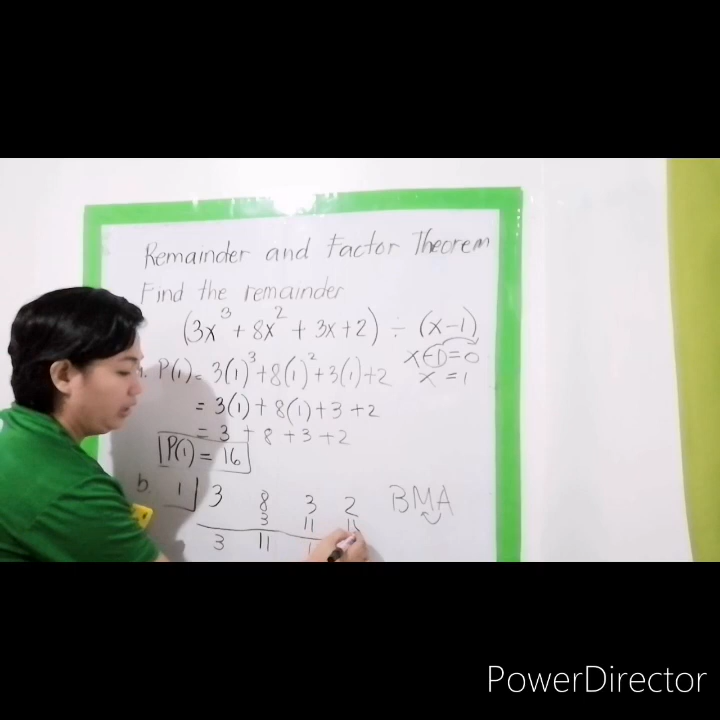 Remainder and Factor Theorem
Find the remainder
(3x³ + 8x² + 3x + 2) ÷ (x-1)
x-1=0
x = 1
P(1) = 3(1)³+8(1)²+3(1)+2
= 3(1) + 8(1)+3 +2
= 3 + 8 +3 +2
P(1) = 16
b. 1 3 8 3 2 BMA
3 11
3 11
PowerDirector